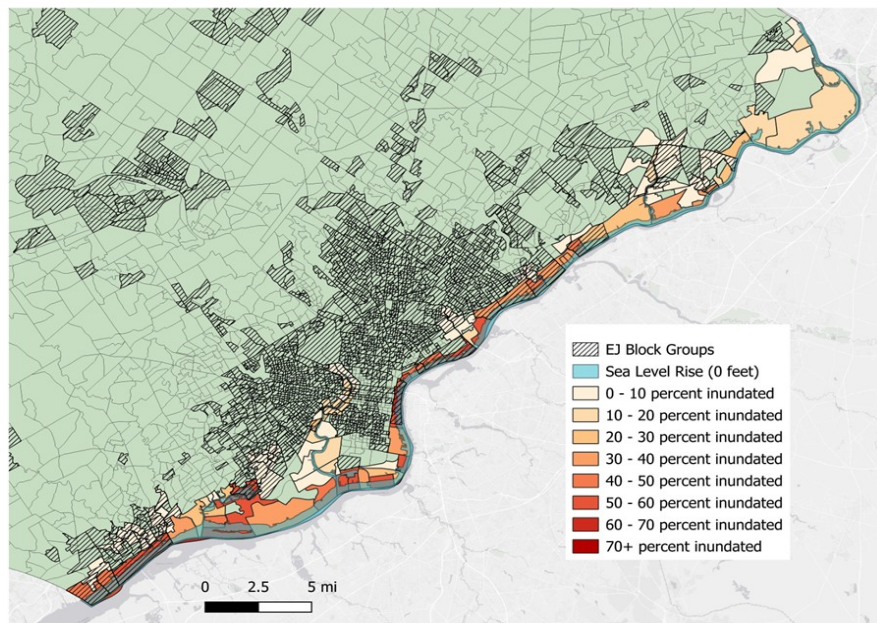 EJ Block Groups
Sea Level Rise (0 feet)
0 - 10 percent inundated
10 - 20 percent inundated
20 - 30 percent inundated
30 - 40 percent inundated
40 - 50 percent inundated
50 - 60 percent inundated
60 - 70 percent inundated
70+ percent inundated
0 2.5 5 mi